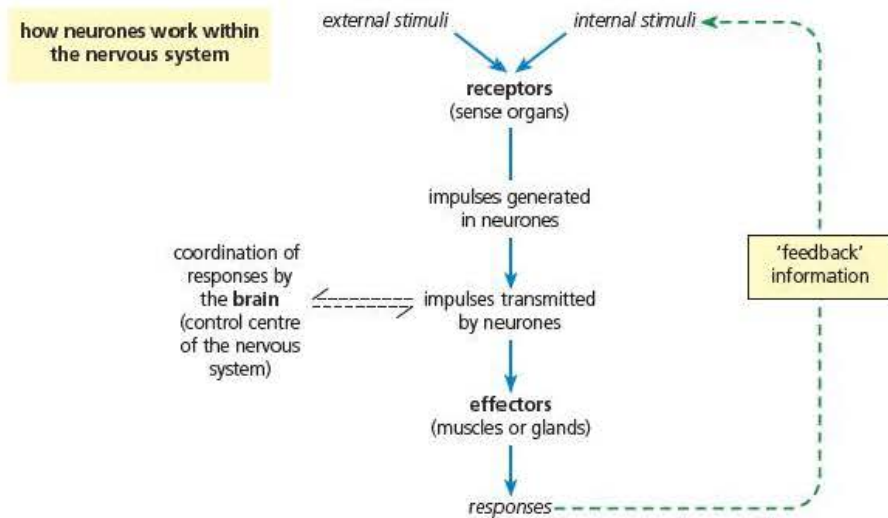 how neurones work within
the nervous system
external stimuli
internal stimuli
receptors
(sense organs)
impulses generated
in neurones
coordination of
responses by
the brain
(control centre
of the nervous
system)
impulses transmitted
by neurones
'feedback'
information
effectors
(muscles or glands)
responses